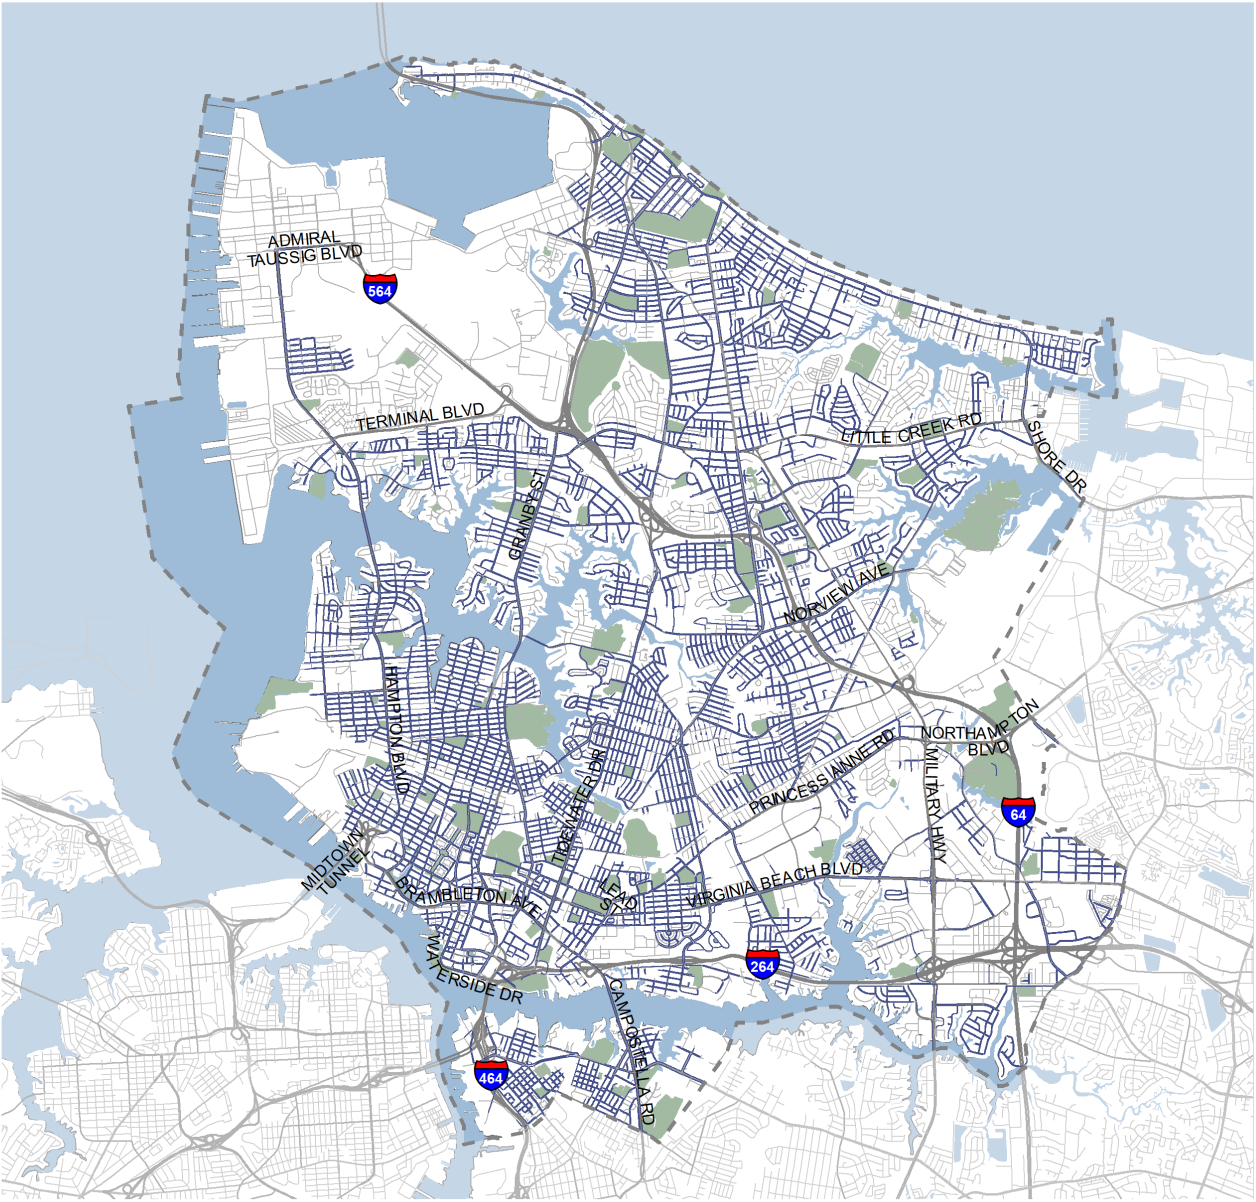 ADMIRAL
TAUSSIG BLVD
564
TERMINAL BLVD
LITTLE CREEK RD
SHORE DR
GRANBY ST
NORVIEW AVE
HAMPTON BLVD
NORTHAMPTON
BLVD
PRINCESS ANNE RD
MILITARY HWY
TIDEWATER DR
64
MIDTOWN
TUNNEL
BRAMBLETON AVE
LEAD
ST
VIRGINIA BEACH BLVD
WATERSIDE DR
264
CAMPOSTELLA RD
464